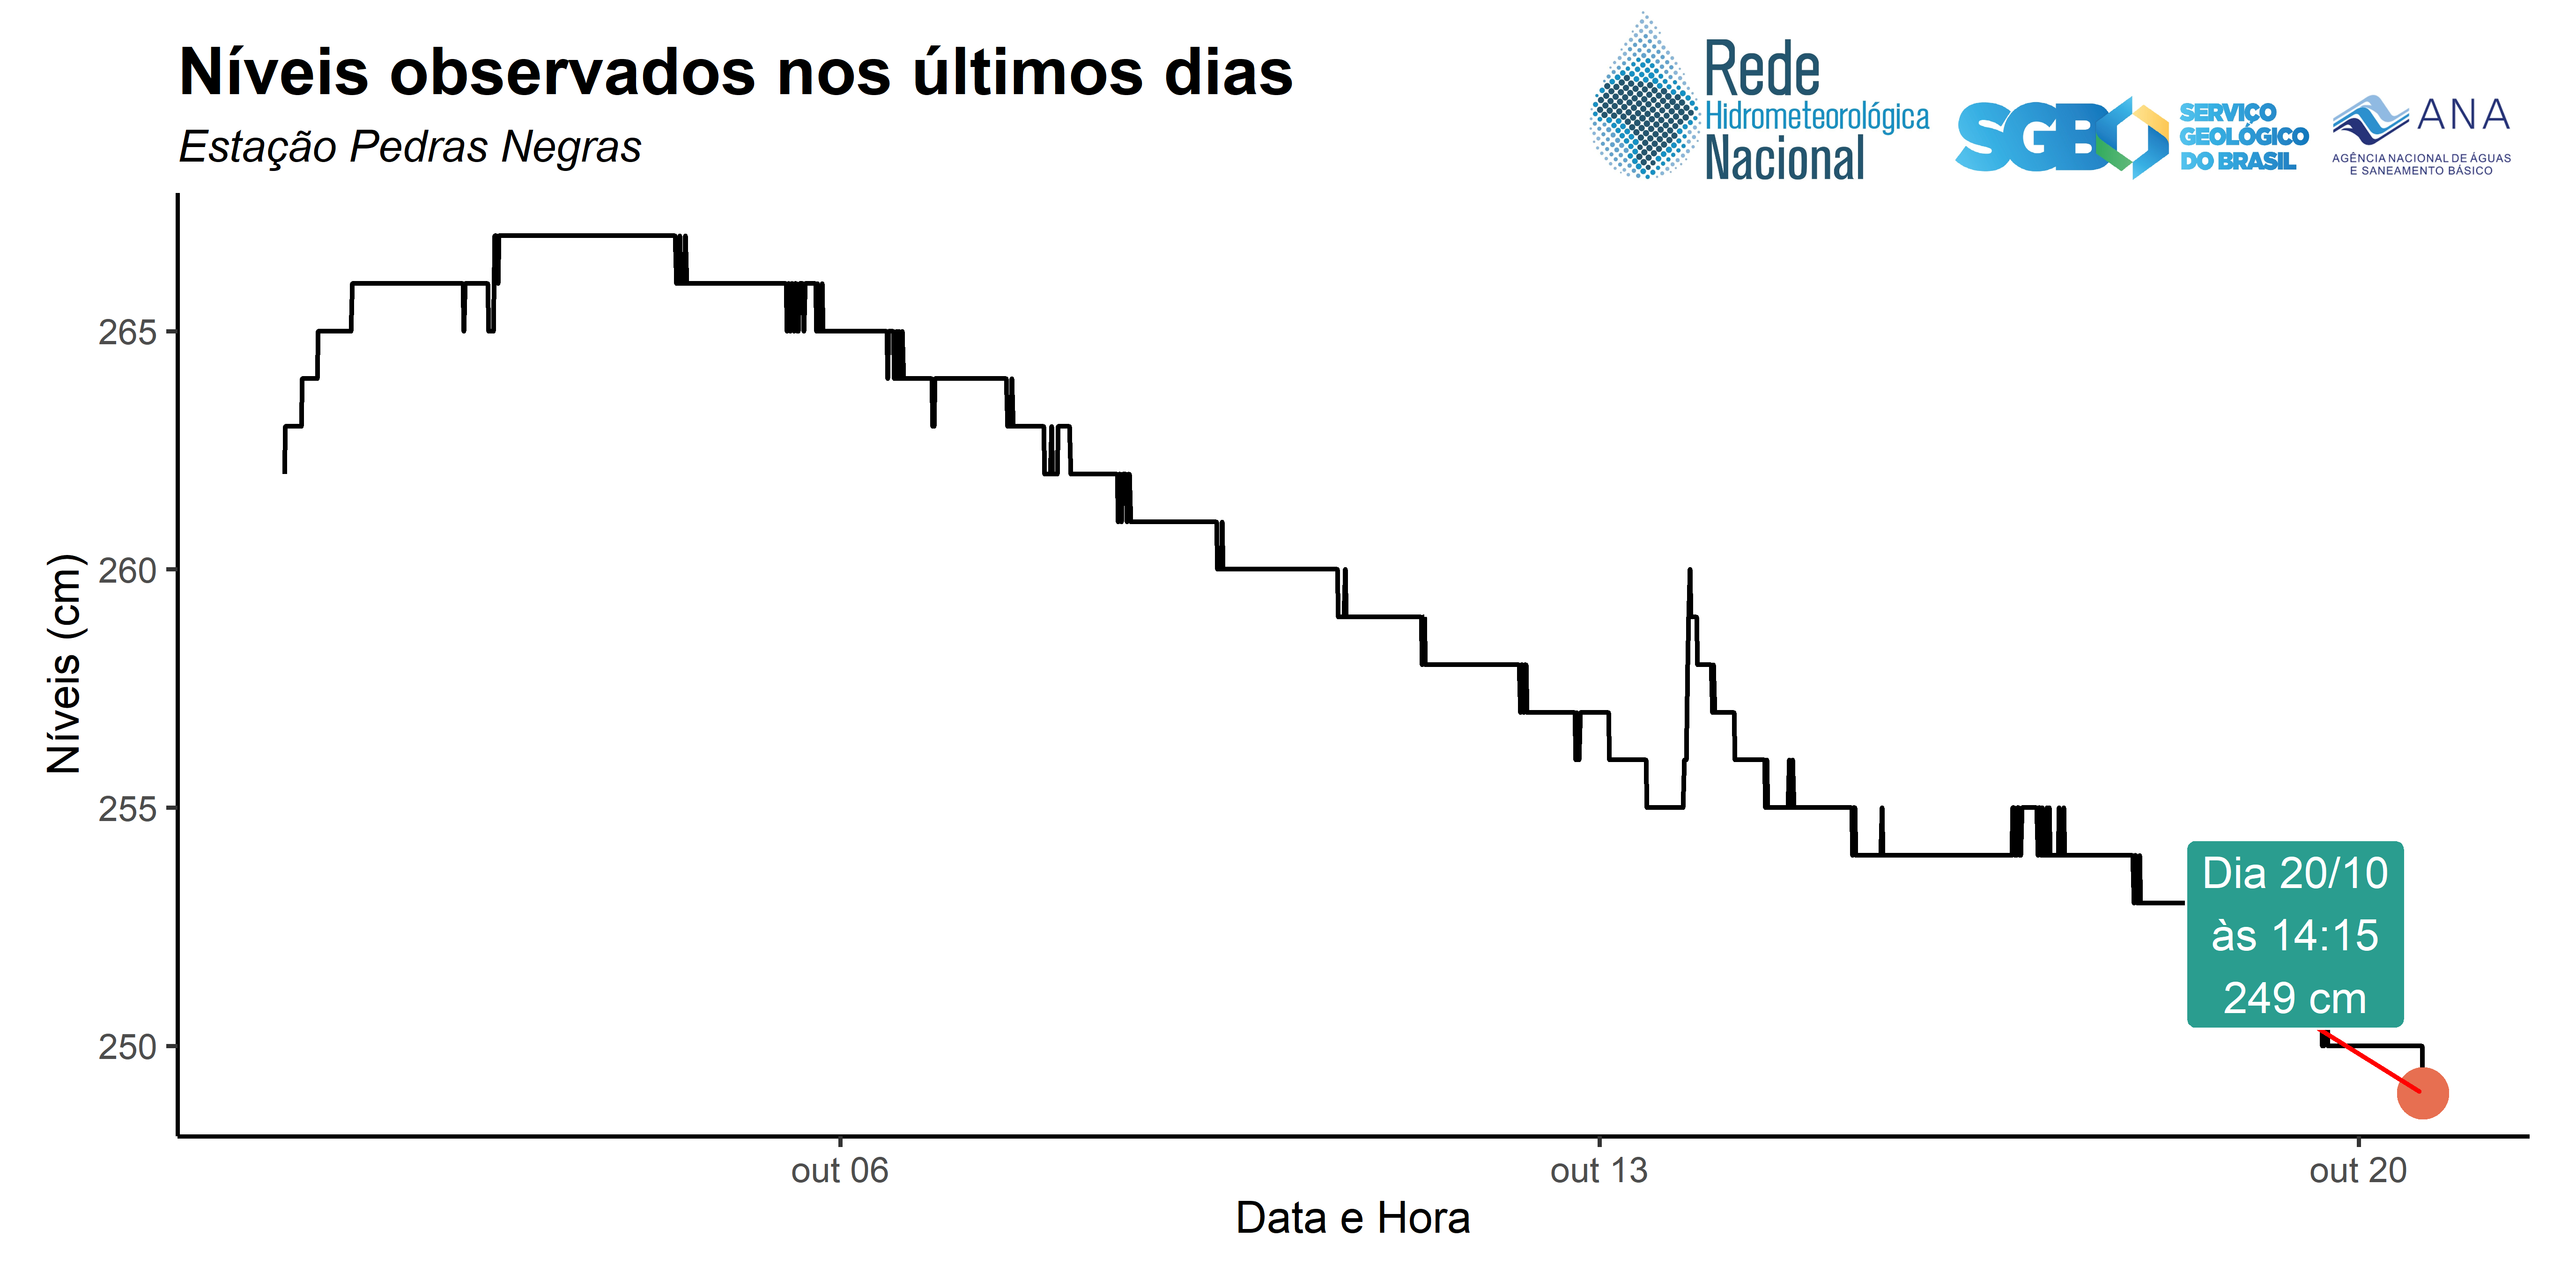 Níveis observados nos últimos dias
Estação Pedras Negras
Rede
Hidrometeorológica
Nacional
SGB
SERVIÇO
GEOLÓGICO
DO BRASIL
ANA
AGÊNCIA NACIONAL DE ÁGUAS
E SANEAMENTO BÁSICO
Níveis (cm)
265
260
255
250
Dia 20/10
às 14:15
249 cm
out 06
out 13
out 20
Data e Hora